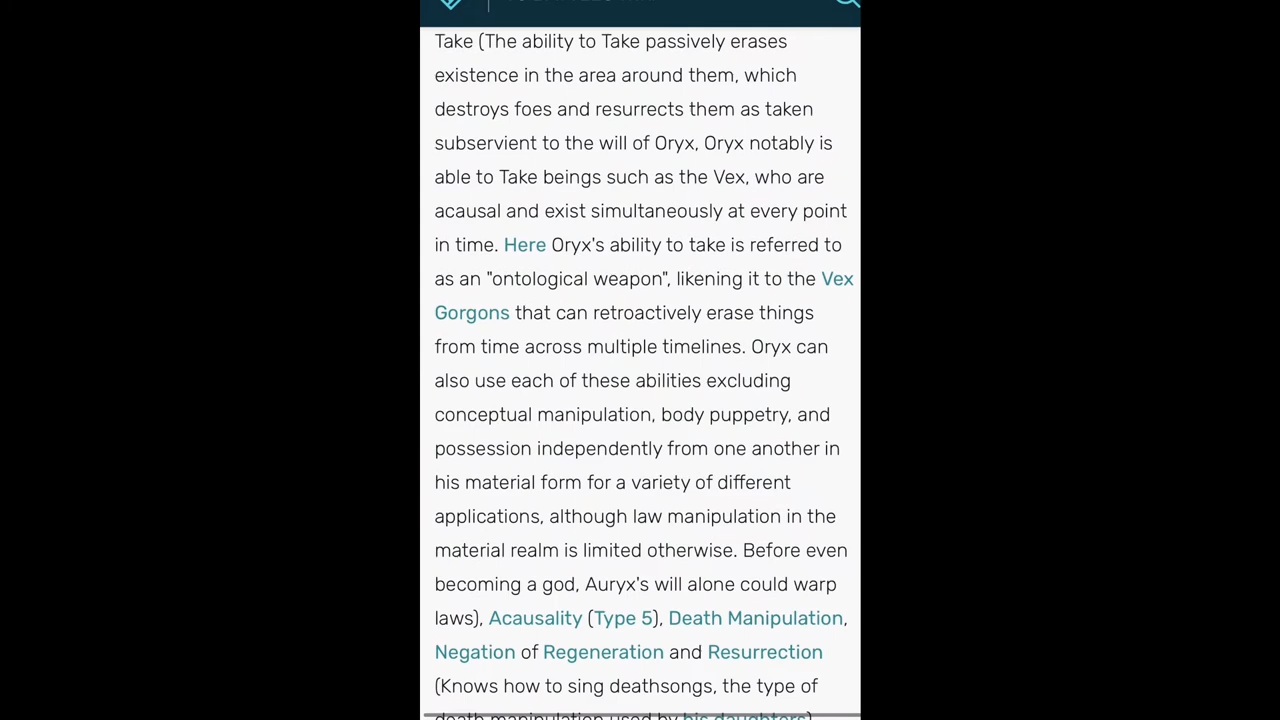 Take (The ability to Take passively erases
existence in the area around them, which
destroys foes and resurrects them as taken
subservient to the will of Oryx, Oryx notably is
able to Take beings such as the Vex, who are
acausal and exist simultaneously at every point
in time. Here Oryx's ability to take is referred to
as an "ontological weapon", likening it to the Vex
Gorgons that can retroactively erase things
from time across multiple timelines. Oryx can
also use each of these abilities excluding
conceptual manipulation, body puppetry, and
possession independently from one another in
his material form for a variety of different
applications, although law manipulation in the
material realm is limited otherwise. Before even
becoming a god, Auryx's will alone could warp
laws), Acausality (Type 5), Death Manipulation,
Negation of Regeneration and Resurrection
(Knows how to sing deathsongs, the type of
death manipulation used by his daughters)